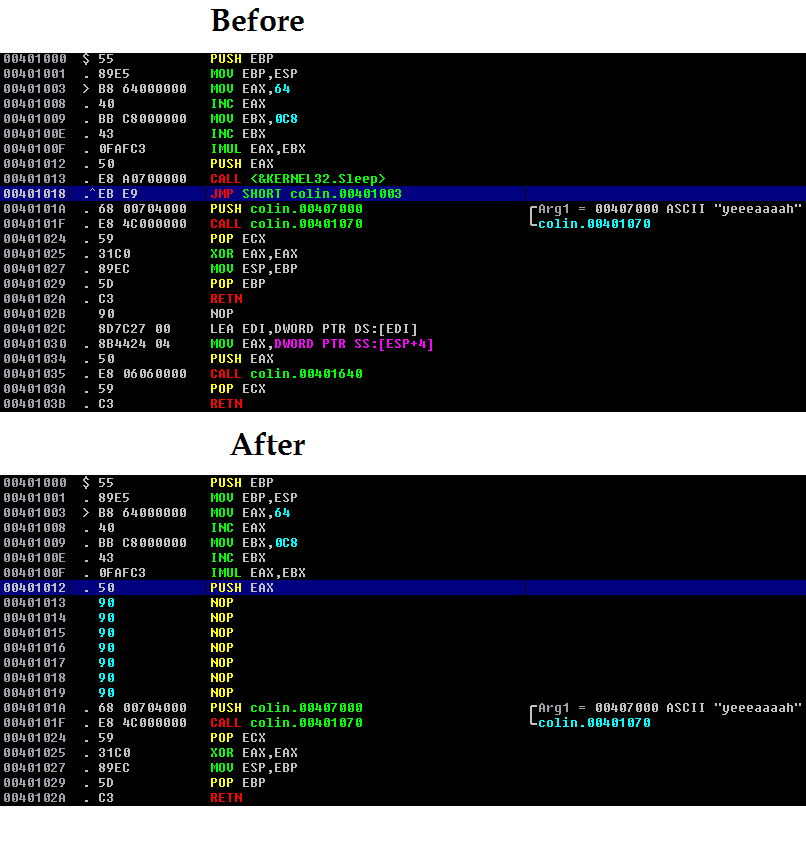 Before
00401000 $ 55 PUSH EBP
00401001 . 89E5 MOV EBP,ESP
00401003 > B8 64000000 MOV EAX,64
00401008 . 40 INC EAX
00401009 . BB C8000000 MOV EBX,0C8
0040100E . 43 INC EBX
0040100F . 0FAFC3 IMUL EAX,EBX
00401012 . 50 PUSH EAX
00401013 . E8 A0700000 CALL <&KERNEL32.Sleep>
00401018 .^EB E9 JMP SHORT colin.00401003
0040101A . 68 00704000 PUSH colin.00407000 Arg1 = 00407000 ASCII "yeeeaaaah"
0040101F . E8 4C000000 CALL colin.00401070 colin.00401070
00401024 . 59 POP ECX
00401025 . 31C0 XOR EAX,EAX
00401027 . 89EC MOV ESP,EBP
00401029 . 5D POP EBP
0040102A . C3 RETN
0040102B 90 NOP
0040102C 8D7C27 00 LEA EDI,DWORD PTR DS:[EDI]
00401030 . 8B4424 04 MOV EAX,DWORD PTR SS:[ESP+4]
00401034 . 50 PUSH EAX
00401035 . E8 06060000 CALL colin.00401640
0040103A . 59 POP ECX
0040103B . C3 RETN
After
00401000 $ 55 PUSH EBP
00401001 . 89E5 MOV EBP,ESP
00401003 > B8 64000000 MOV EAX,64
00401008 . 40 INC EAX
00401009 . BB C8000000 MOV EBX,0C8
0040100E . 43 INC EBX
0040100F . 0FAFC3 IMUL EAX,EBX
00401012 . 50 PUSH EAX
00401013 90 NOP
00401014 90 NOP
00401015 90 NOP
00401016 90 NOP
00401017 90 NOP
00401018 90 NOP
00401019 90 NOP
0040101A . 68 00704000 PUSH colin.00407000 Arg1 = 00407000 ASCII "yeeeaaaah"
0040101F . E8 4C000000 CALL colin.00401070 colin.00401070
00401024 . 59 POP ECX
00401025 . 31C0 XOR EAX,EAX
00401027 . 89EC MOV ESP,EBP
00401029 . 5D POP EBP
0040102A . C3 RETN